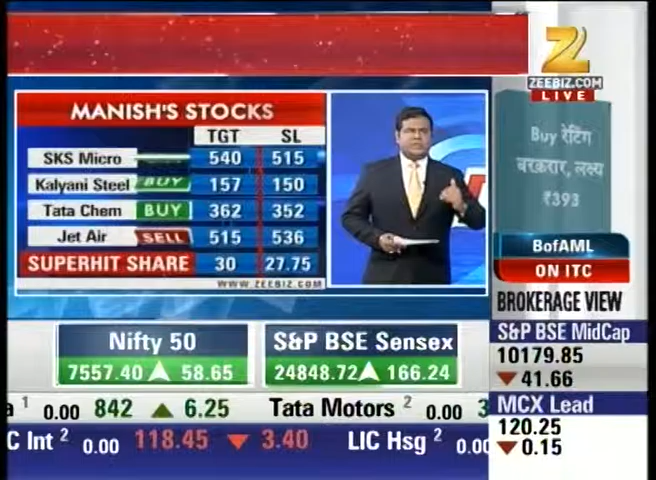 ZEEBIZ.COM
LIVE
MANISH'S STOCKS
TGT SL
SKS Micro 540 515
Kalyani Steel BUY 157 150
Tata Chem BUY 362 352
Jet Air SELL 515 536
SUPERHIT SHARE 30 27.75
WWW.ZEEBIZ.COM
Buy रेटिंग
बरकरार, लक्ष्य
₹393
BofAML
ON ITC
BROKERAGE VIEW
Nifty 50
7557.40 ▲ 58.65
S&P BSE Sensex
24848.72 ▲ 166.24
S&P BSE MidCap
10179.85
▼ 41.66
MCX Lead
120.25
▼ 0.15
a 1 0.00 842 ▲ 6.25 Tata Motors 2 0.00 3
C Int 2 0.00 118.45 ▼ 3.40 LIC Hsg 2 0.00